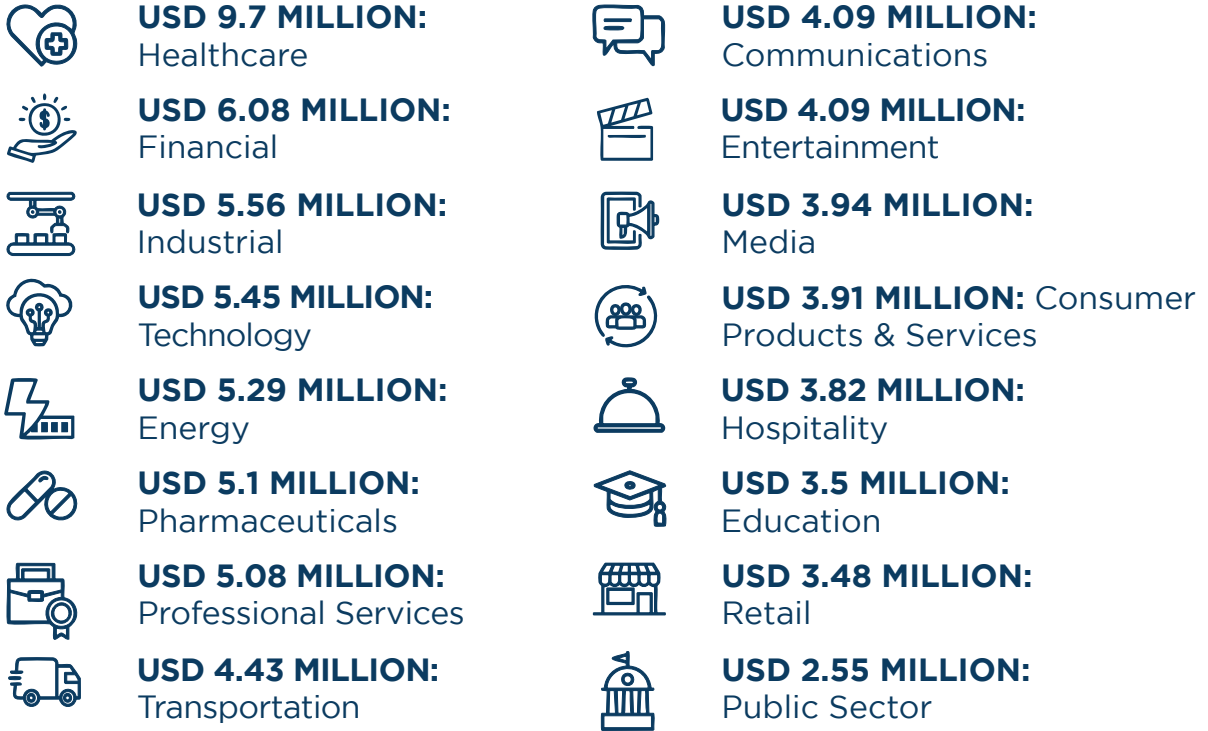 USD 9.7 MILLION:
Healthcare
USD 6.08 MILLION:
Financial
USD 5.56 MILLION:
Industrial
USD 5.45 MILLION:
Technology
USD 5.29 MILLION:
Energy
USD 5.1 MILLION:
Pharmaceuticals
USD 5.08 MILLION:
Professional Services
USD 4.43 MILLION:
Transportation
USD 4.09 MILLION:
Communications
USD 4.09 MILLION:
Entertainment
USD 3.94 MILLION:
Media
USD 3.91 MILLION: Consumer
Products & Services
USD 3.82 MILLION:
Hospitality
USD 3.5 MILLION:
Education
USD 3.48 MILLION:
Retail
USD 2.55 MILLION:
Public Sector